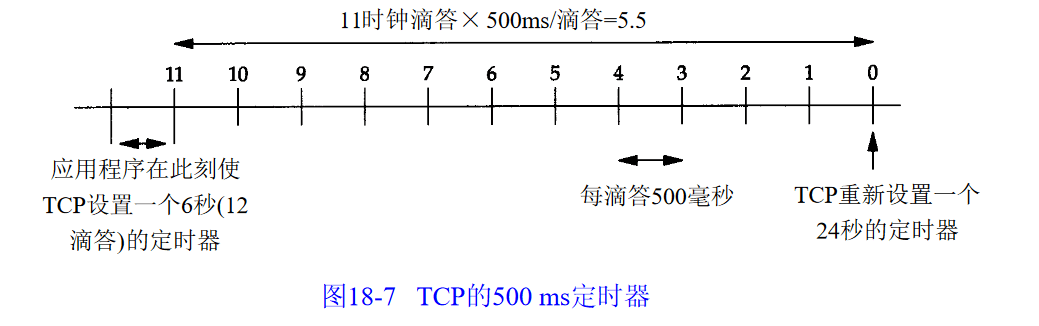 11时钟滴答×500ms/滴答=5.5
11 10 9 8 7 6 5 4 3 2 1 0
应用程序在此刻使
TCP设置一个6秒(12
滴答)的定时器
每滴答500毫秒
TCP重新设置一个
24秒的定时器
图18-7 TCP的500 ms定时器